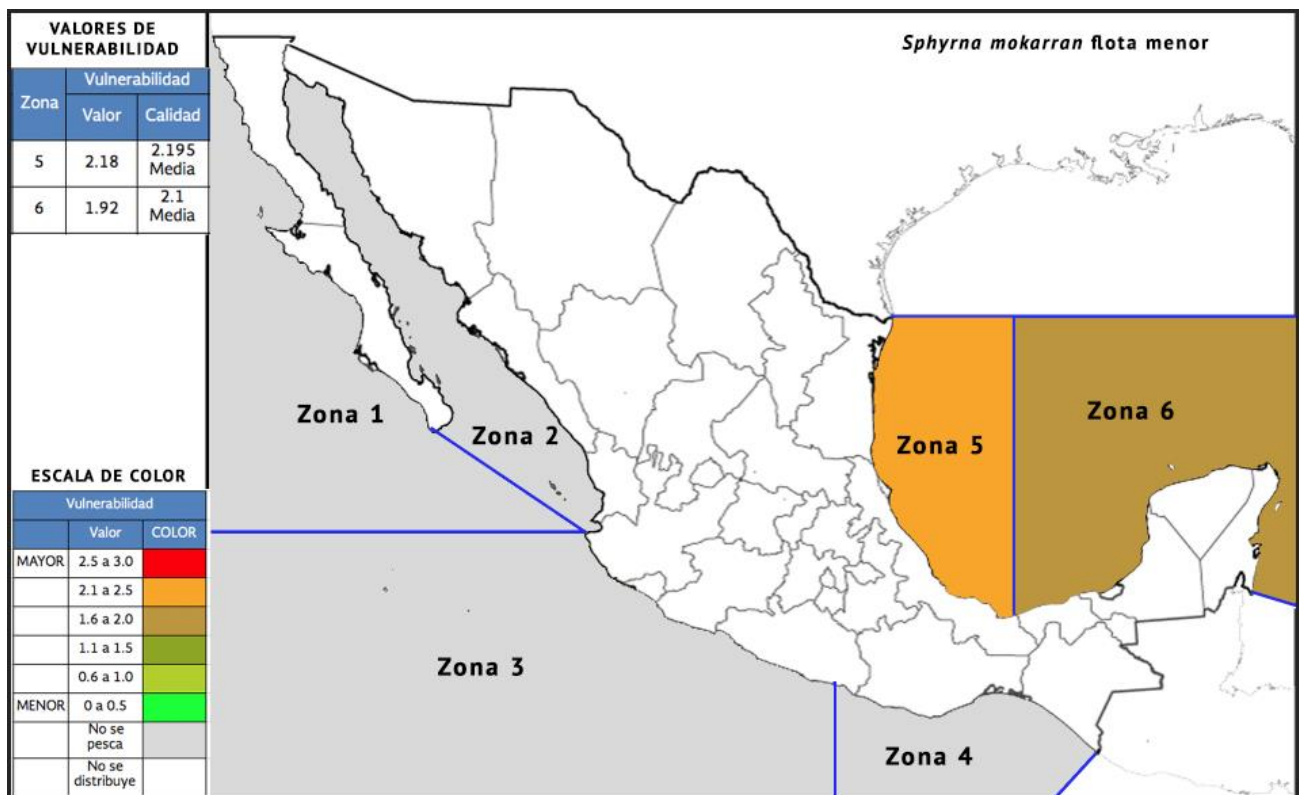 VALORES DE
VULNERABILIDAD
Zona
Vulnerabilidad
Valor
Calidad
5
2.18
2.195
Media
6
1.92
2.1
Media
Sphyrna mokarran flota menor
Zona 1
Zona 2
Zona 3
Zona 4
Zona 5
Zona 6
ESCALA DE COLOR
Vulnerabilidad
Valor
COLOR
MAYOR
2.5 a 3.0
2.1 a 2.5
1.6 a 2.0
1.1 a 1.5
0.6 a 1.0
MENOR
0 a 0.5
No se
pesca
No se
distribuye